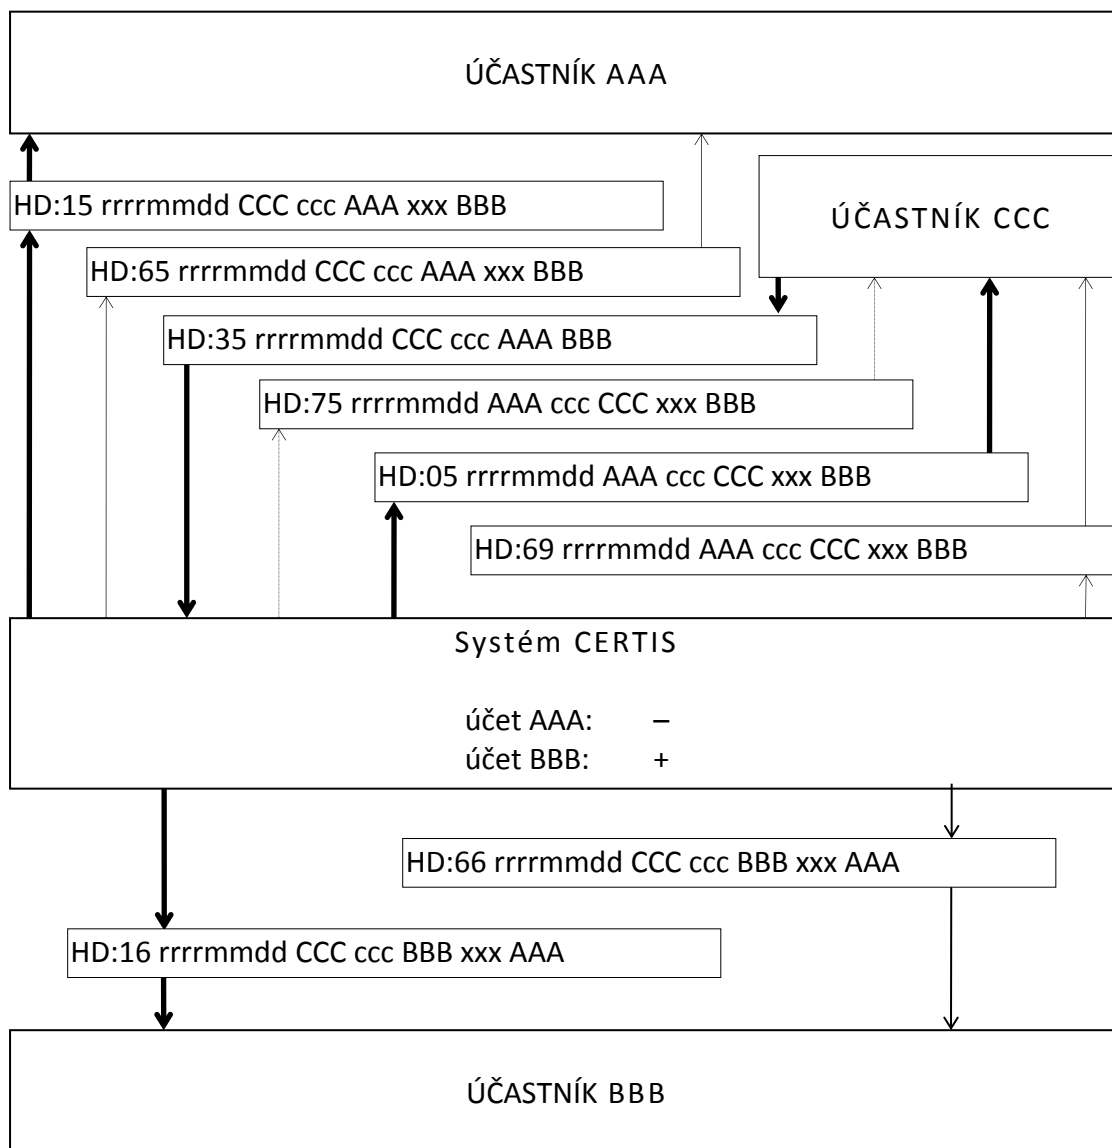 ÚČASTNÍK AAA
HD:15 rrrrmmdd CCC ccc AAA xxx BBB
ÚČASTNÍK CCC
HD:65 rrrrmmdd CCC ccc AAA xxx BBB
HD:35 rrrrmmdd CCC ccc AAA BBB
HD:75 rrrrmmdd AAA ccc CCC xxx BBB
HD:05 rrrrmmdd AAA ccc CCC xxx BBB
HD:69 rrrrmmdd AAA ccc CCC xxx BBB
Systém CERTIS
účet AAA: –
účet BBB: +
HD:66 rrrrmmdd CCC ccc BBB xxx AAA
HD:16 rrrrmmdd CCC ccc BBB xxx AAA
ÚČASTNÍK BBB